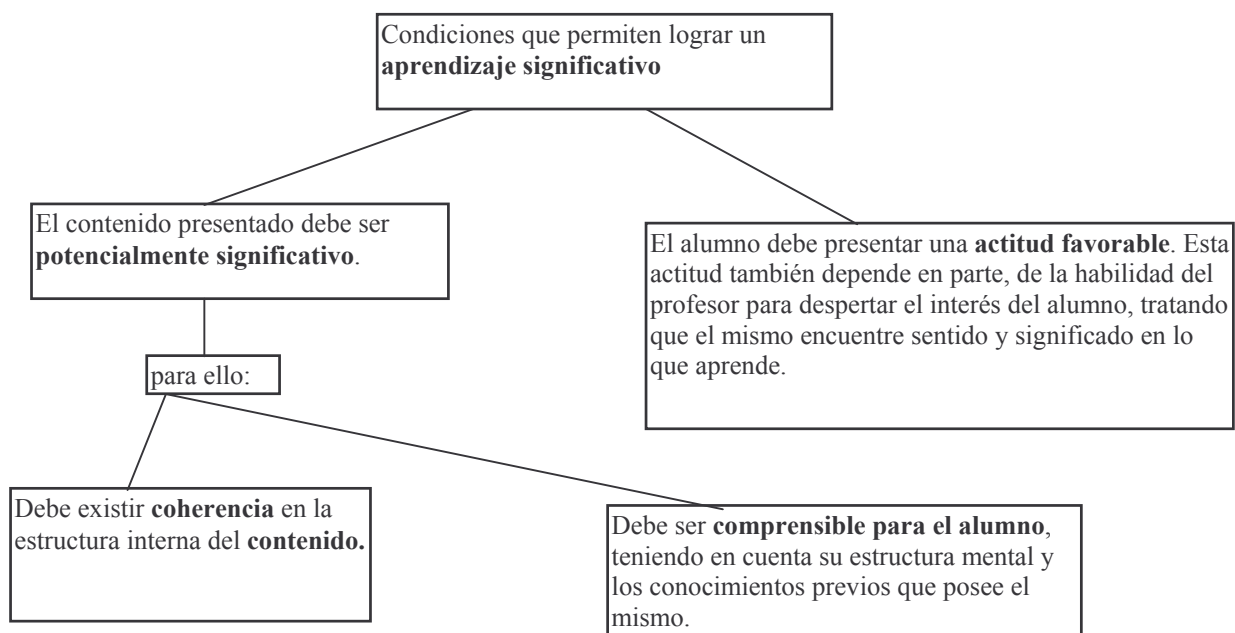 Condiciones que permiten lograr un
aprendizaje significativo
El contenido presentado debe ser
potencialmente significativo.
El alumno debe presentar una actitud favorable. Esta
actitud también depende en parte, de la habilidad del
profesor para despertar el interés del alumno, tratando
que el mismo encuentre sentido y significado en lo
que aprende.
para ello:
Debe existir coherencia en la
estructura interna del contenido.
Debe ser comprensible para el alumno,
teniendo en cuenta su estructura mental y
los conocimientos previos que posee el
mismo.